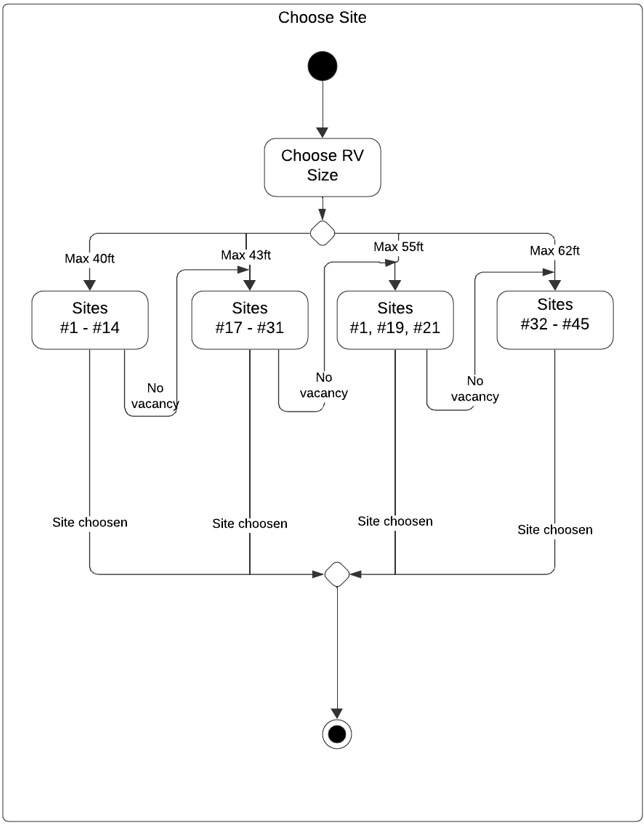 Choose Site
Choose RV
Size
Max 40ft
Max 43ft
Max 55ft
Max 62ft
Sites
#1 - #14
Sites
#17 - #31
Sites
#1, #19, #21
Sites
#32 - #45
No
vacancy
No
vacancy
No
vacancy
Site choosen
Site choosen
Site choosen
Site choosen